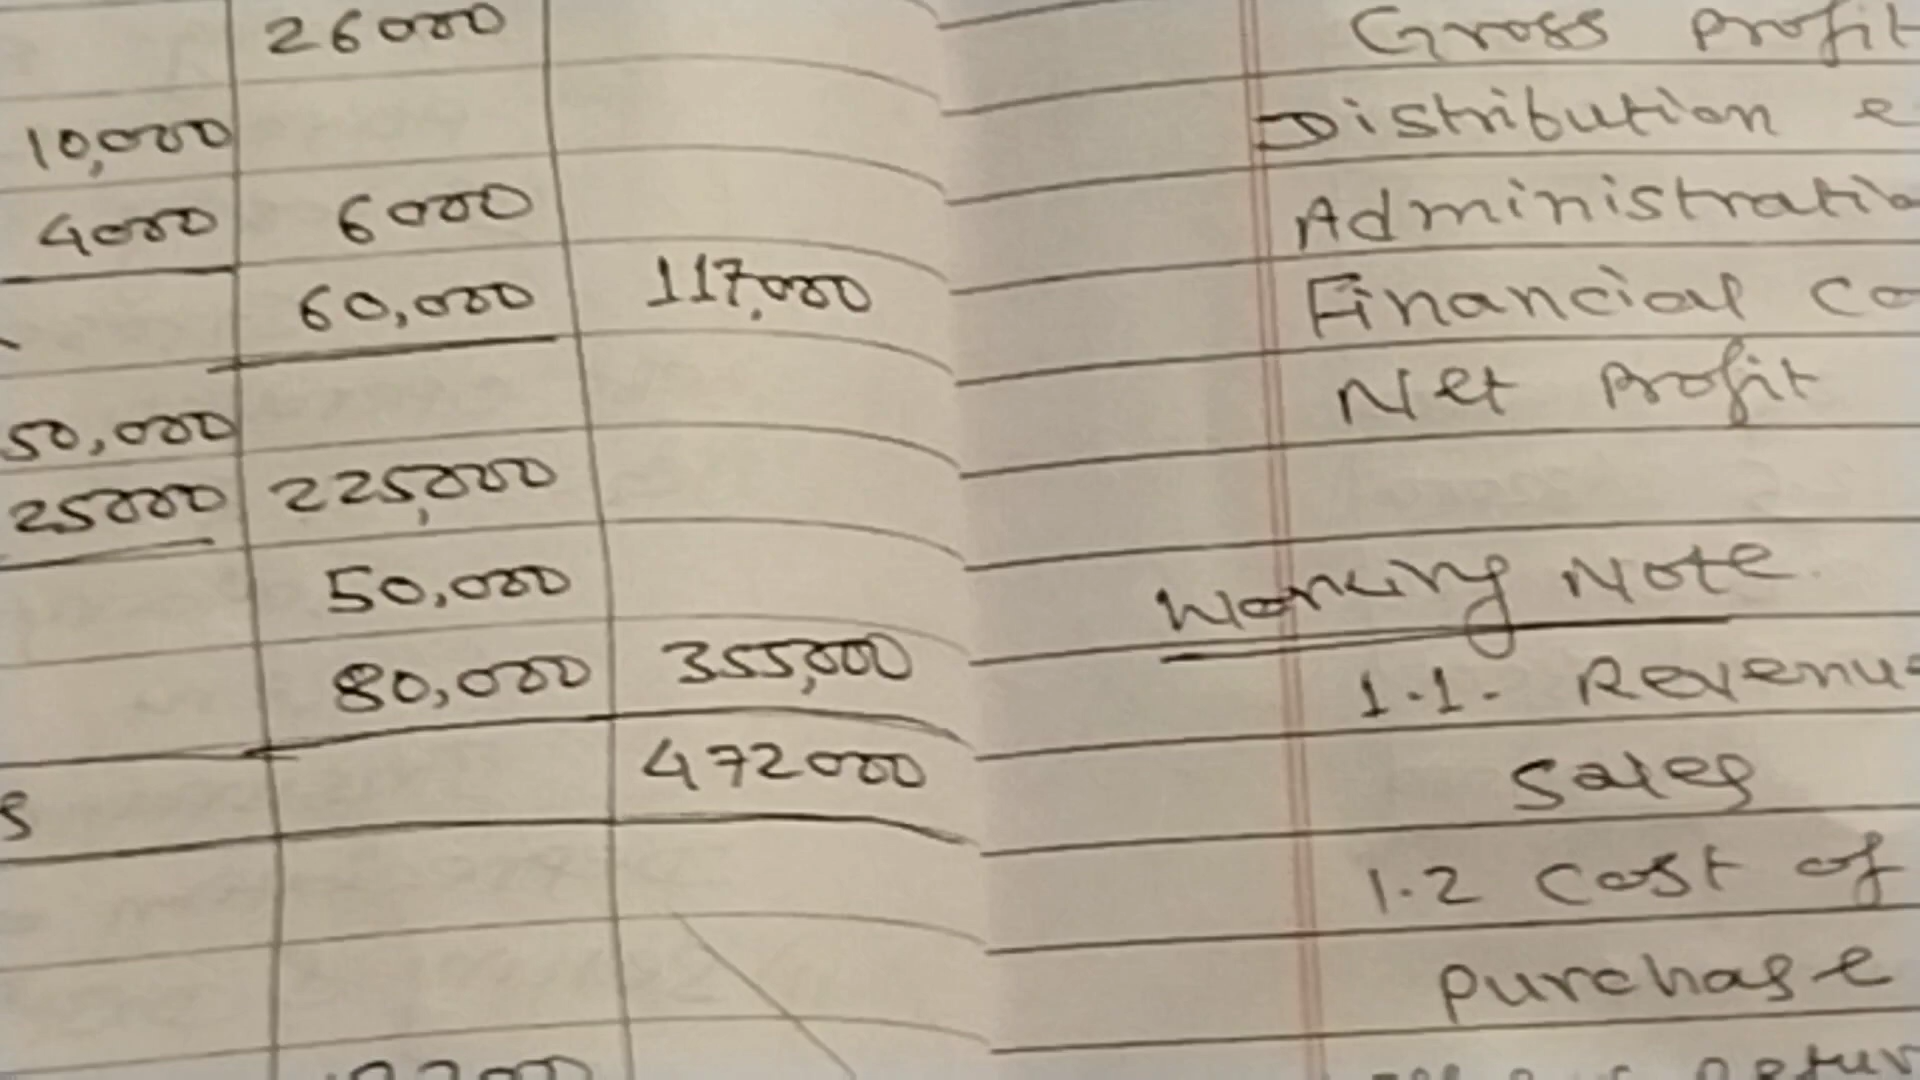 26000
10,000
4000 6000
60,000 117,000
50,000
25000 225,000
50,000
80,000 355,000
472000
s
Gross Profit
Distribution e
Administratio
Financial Co
Net Profit
Working Note
1.1. Revenue
Sales
1.2 Cost of
Purchase